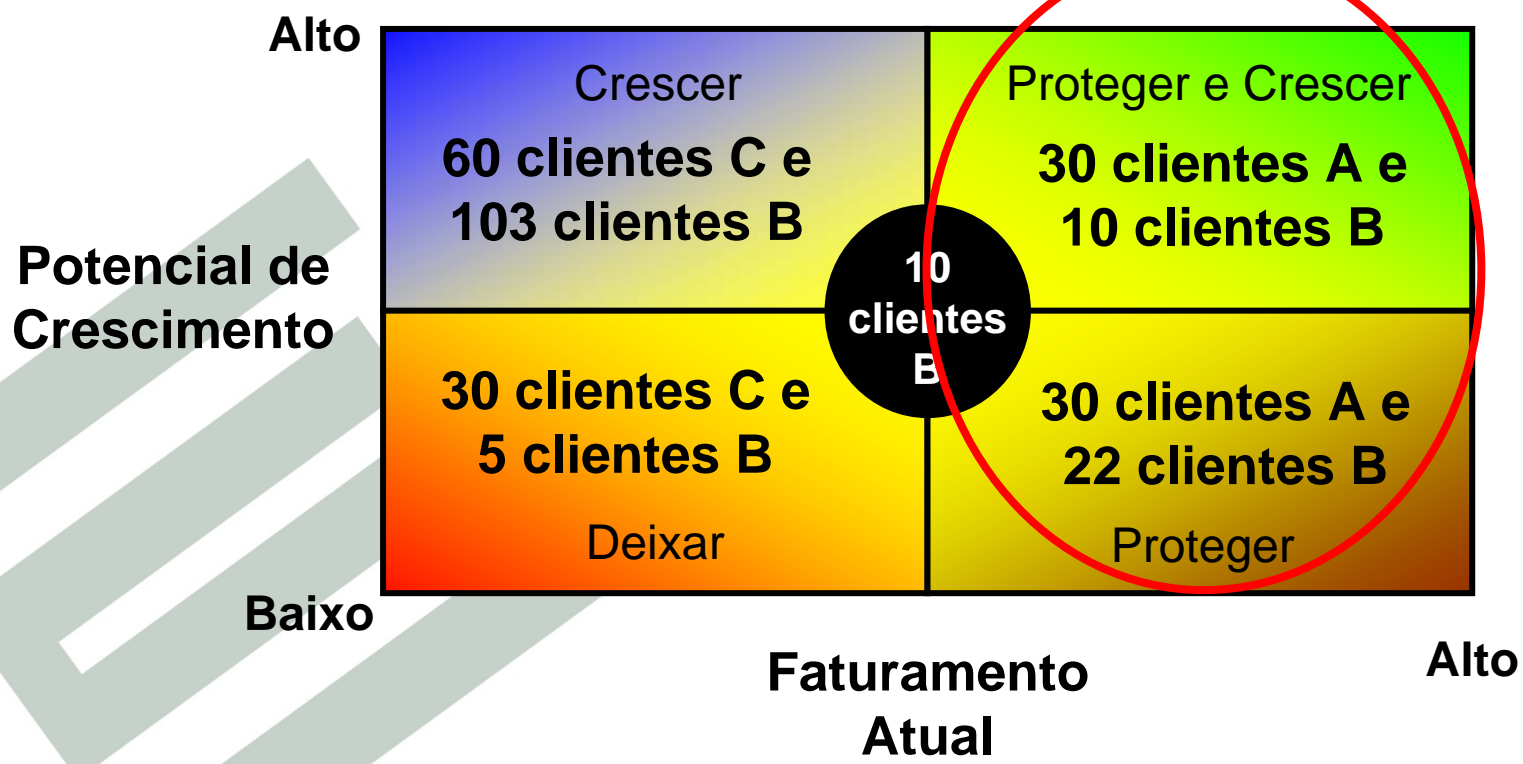 Alto
Crescer
60 clientes C e
103 clientes B
Proteger e Crescer
30 clientes A e
10 clientes B
Potencial de
Crescimento
10
clientes
B
30 clientes C e
5 clientes B
Deixar
30 clientes A e
22 clientes B
Proteger
Baixo
Faturamento
Atual
Alto